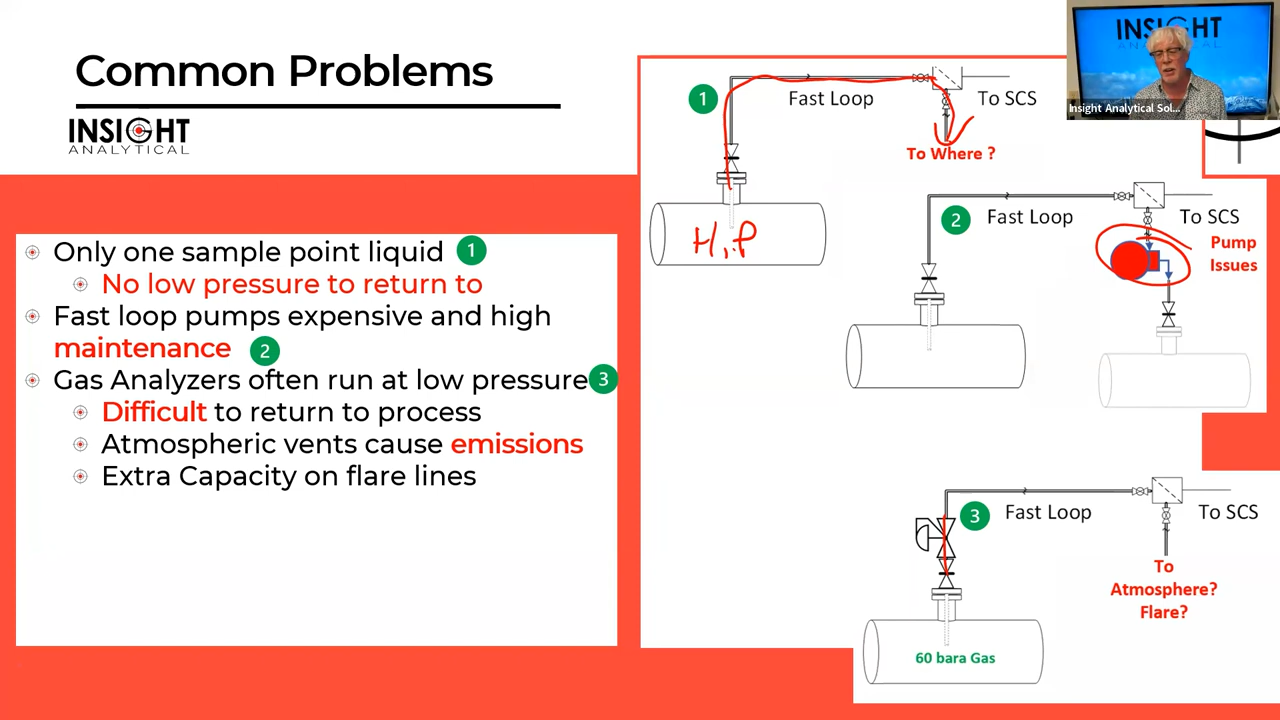 Common Problems
INSIGHT
ANALYTICAL
Only one sample point liquid 1
No low pressure to return to
Fast loop pumps expensive and high
maintenance 2
Gas Analyzers often run at low pressure 3
Difficult to return to process
Atmospheric vents cause emissions
Extra Capacity on flare lines
1
Fast Loop
To SCS
To Where ?
H.P
2
Fast Loop
To SCS
Pump
Issues
3
Fast Loop
To SCS
To
Atmosphere?
Flare?
60 bara Gas
INSIGHT
ANALYTICAL
Insight Analytical Sol...